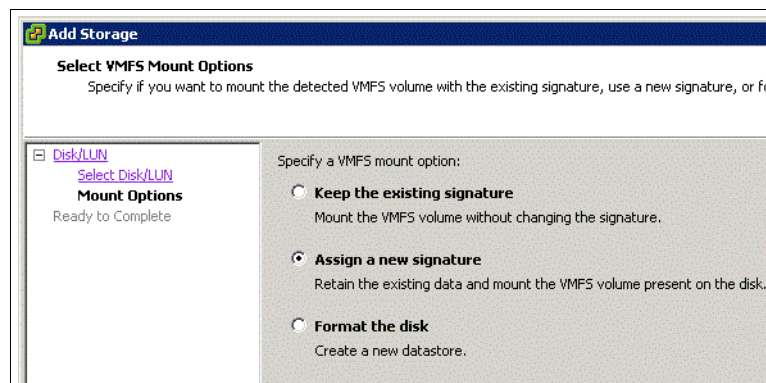 Add Storage
Select VMFS Mount Options
Specify if you want to mount the detected VMFS volume with the existing signature, use a new signature, or fo
Disk/LUN
Select Disk/LUN
Mount Options
Ready to Complete
Specify a VMFS mount option:
Keep the existing signature
Mount the VMFS volume without changing the signature.
Assign a new signature
Retain the existing data and mount the VMFS volume present on the disk.
Format the disk
Create a new datastore.